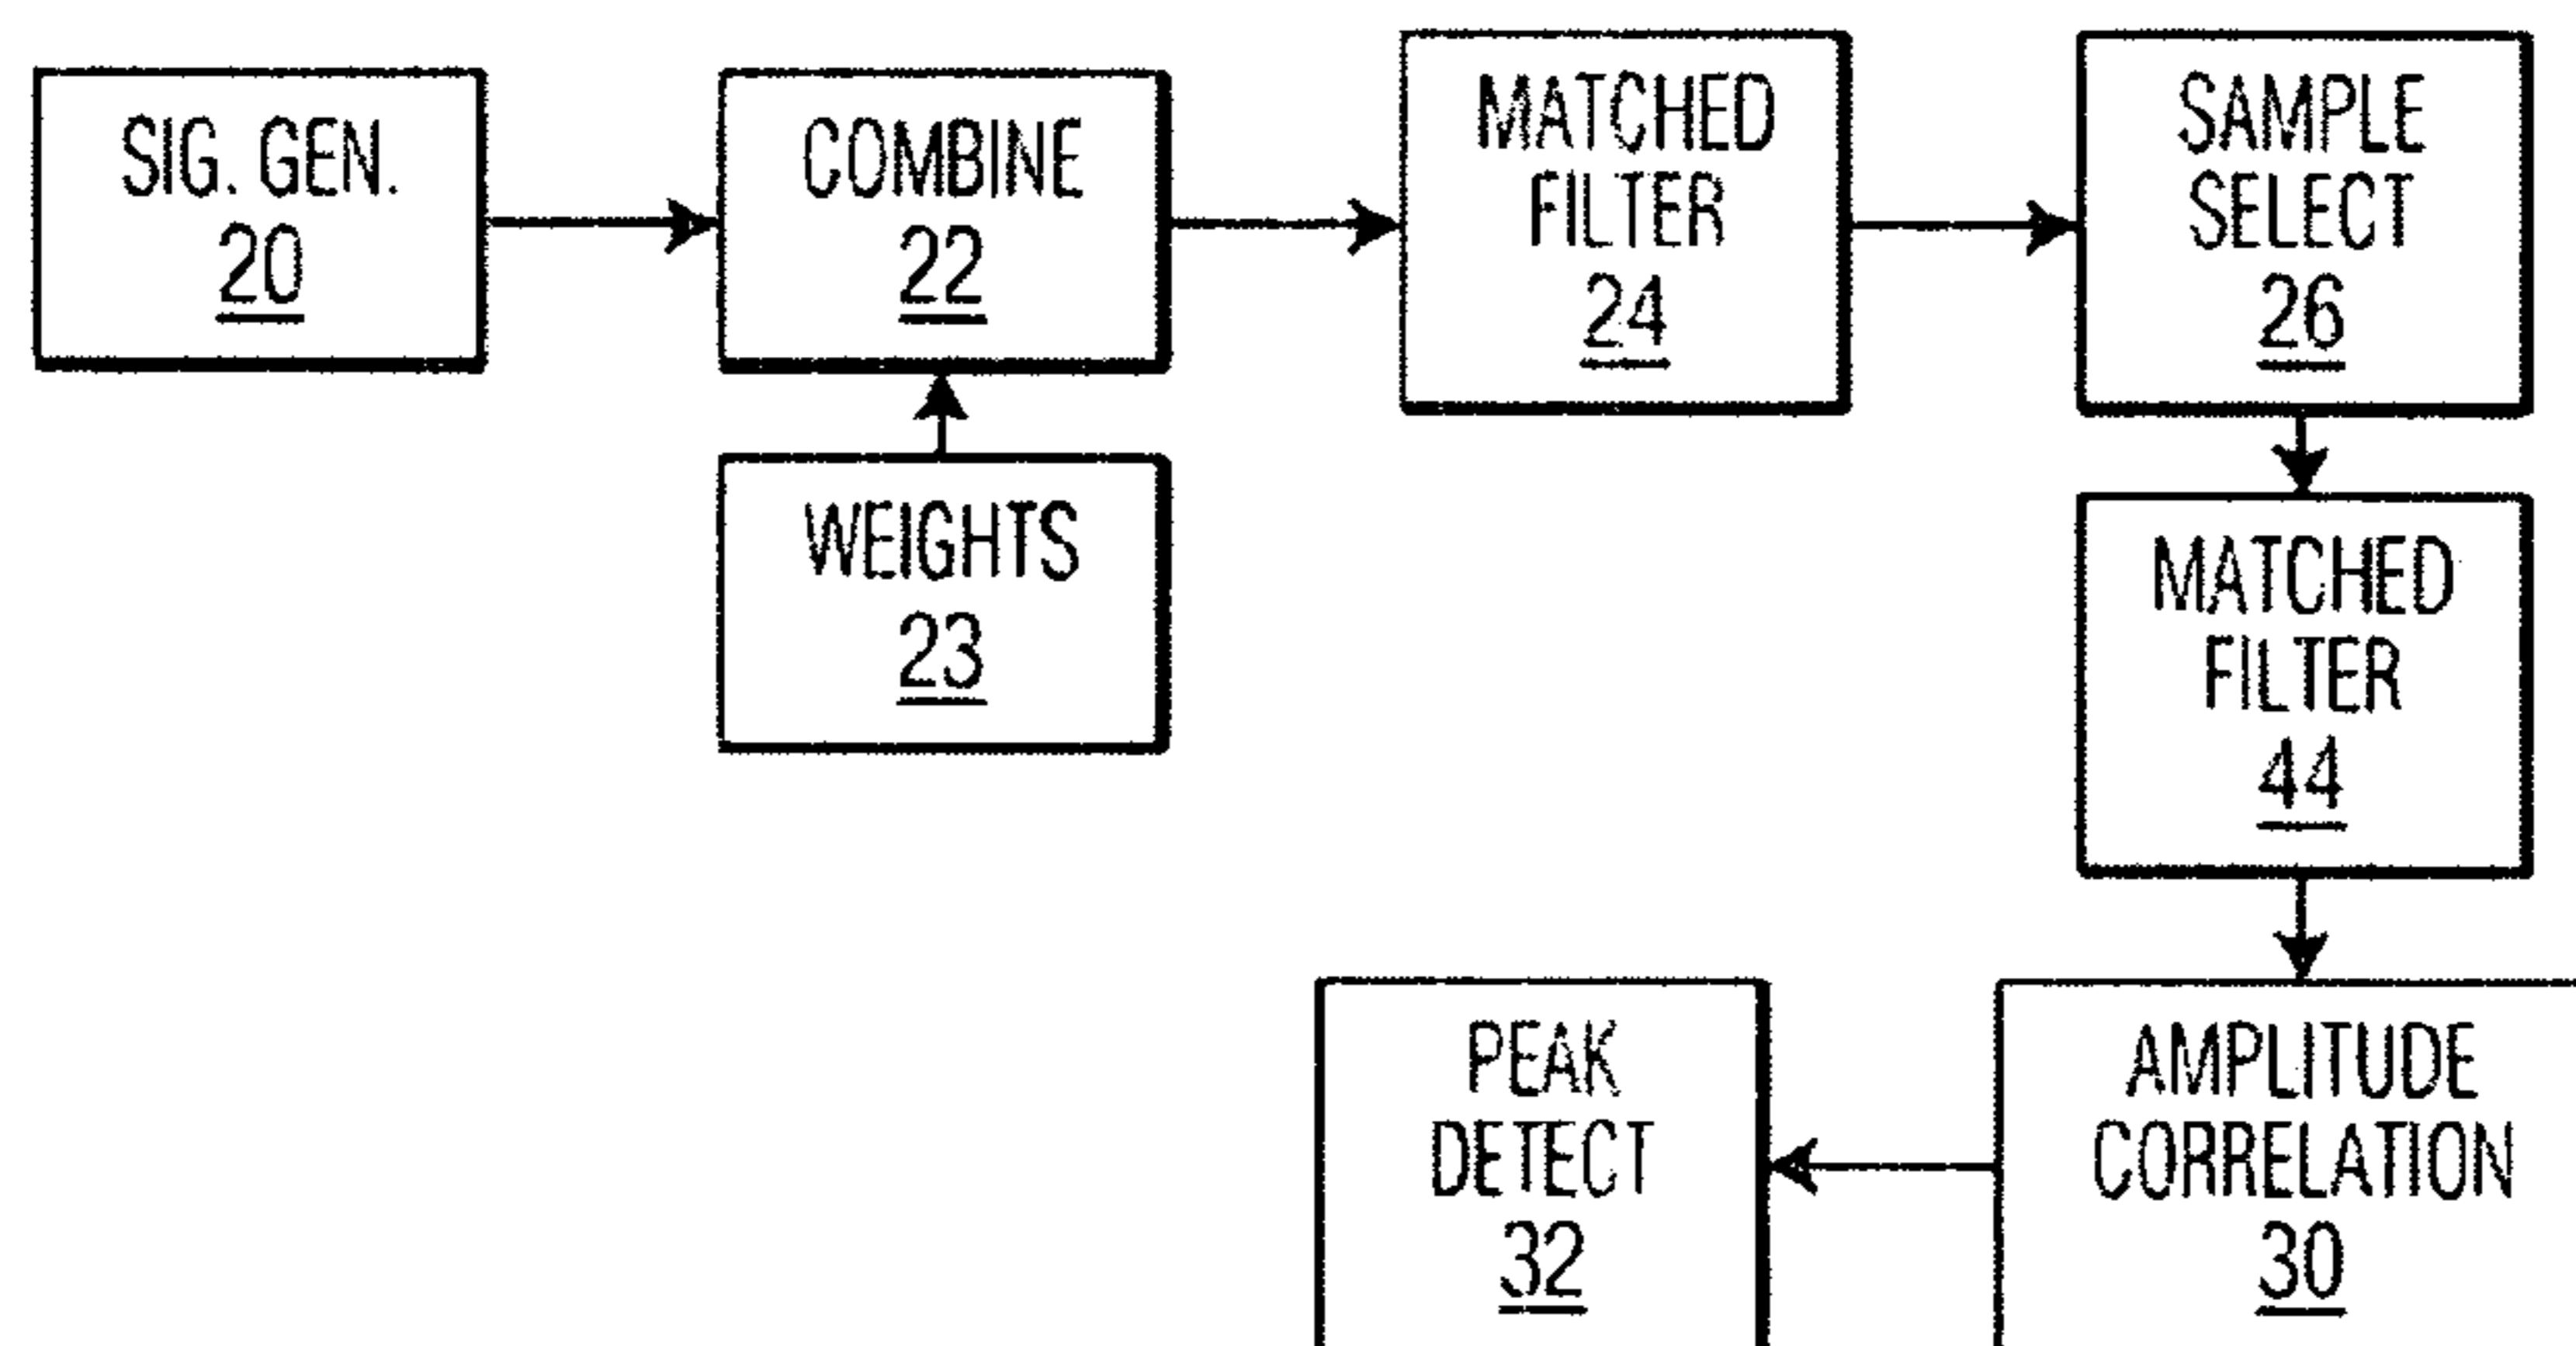 SIG. GEN.
20
COMBINE
22
MATCHED
FILTER
24
SAMPLE
SELECT
26
WEIGHTS
23
MATCHED
FILTER
44
PEAK
DETECT
32
AMPLITUDE
CORRELATION
30